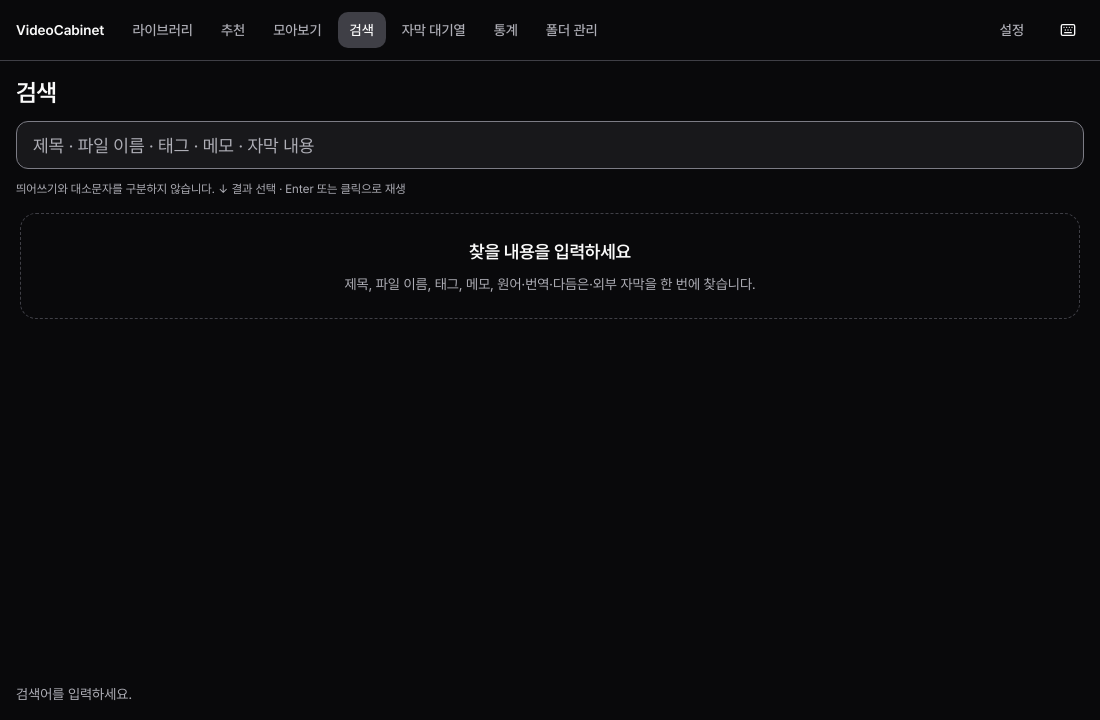 VideoCabinet 라이브러리 추천 모아보기 검색 자막 대기열 통계 폴더 관리 설정
검색
제목 · 파일 이름 · 태그 · 메모 · 자막 내용
띄어쓰기와 대소문자를 구분하지 않습니다. ↓ 결과 선택 · Enter 또는 클릭으로 재생
찾을 내용을 입력하세요
제목, 파일 이름, 태그, 메모, 원어·번역·다듬은·외부 자막을 한 번에 찾습니다.
검색어를 입력하세요.